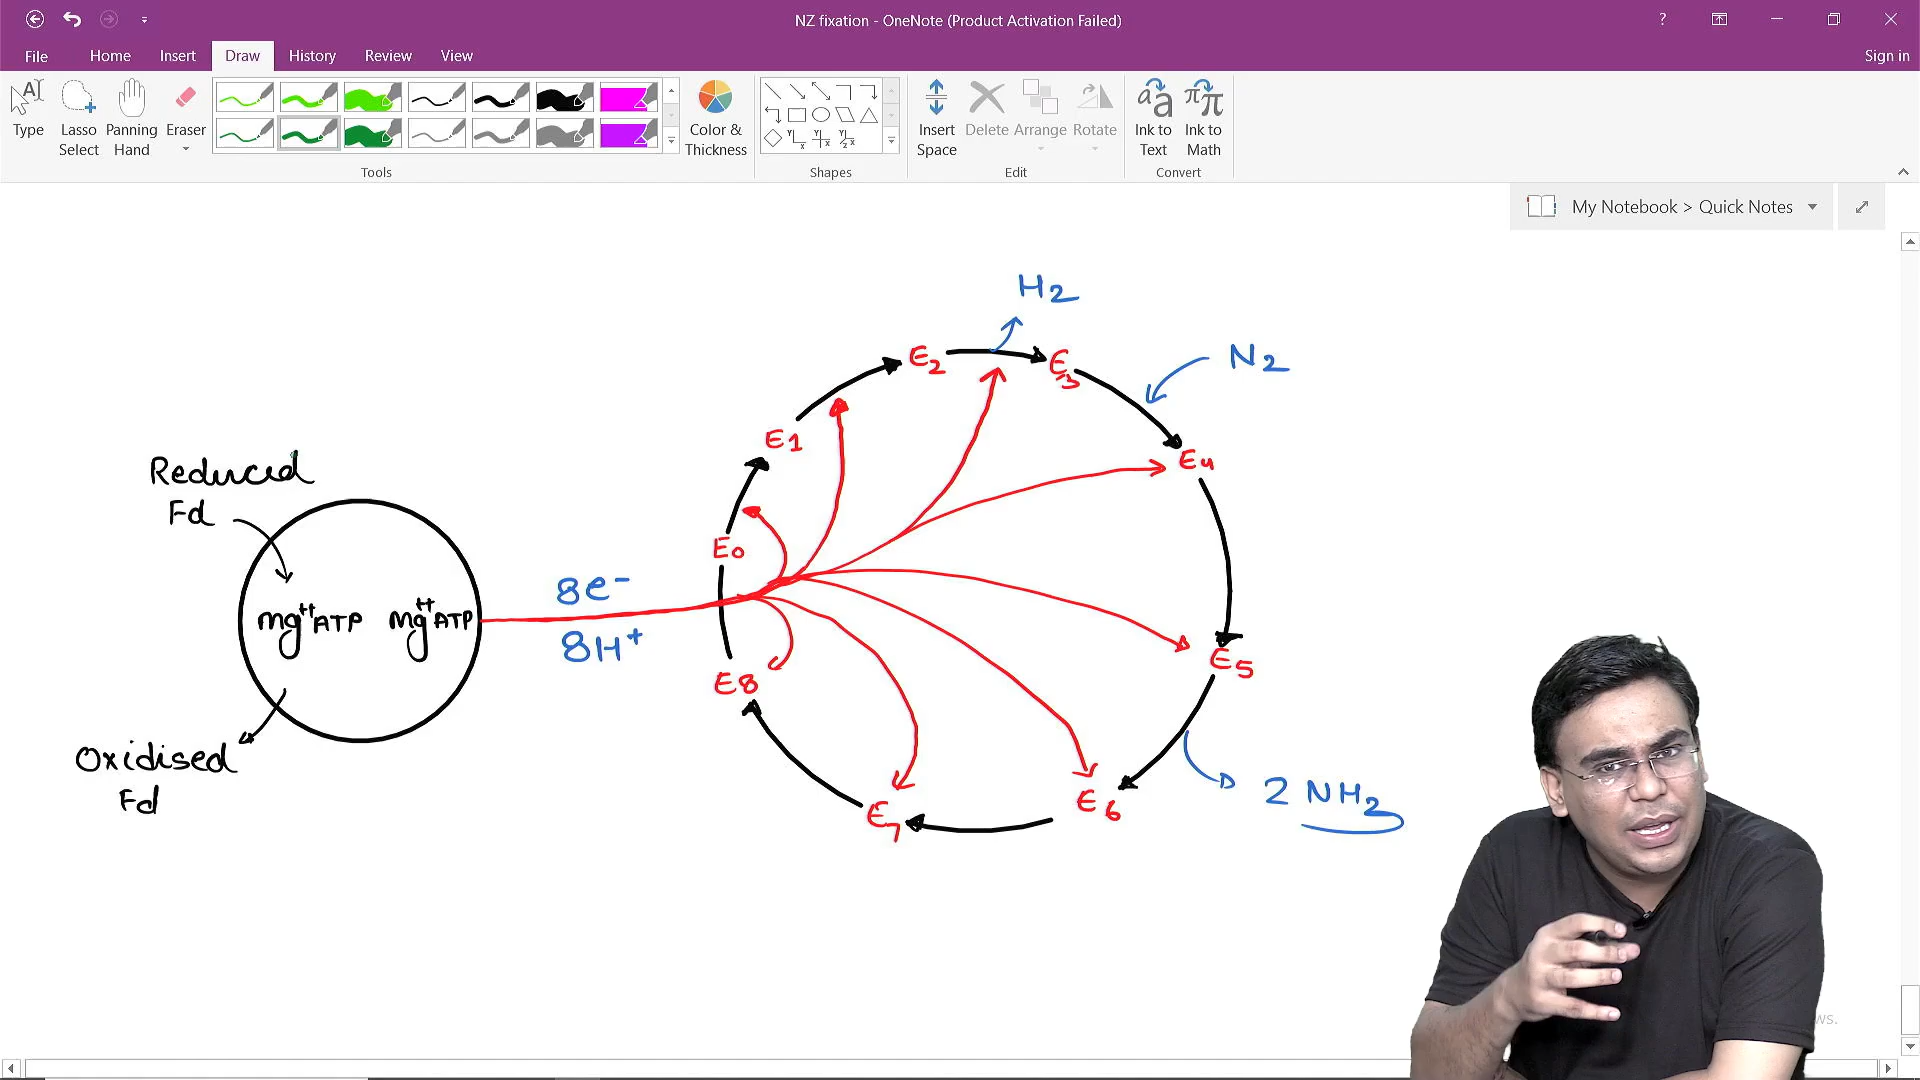 NZ fixation - OneNote (Product Activation Failed)
?
File Home Insert Draw History Review View
Sign in
Type
Lasso Select
Panning Hand
Eraser
Color & Thickness
Insert Space
Delete
Arrange
Rotate
Ink to Text
Ink to Math
Tools
Shapes
Edit
Convert
My Notebook > Quick Notes
H2
N2
E2
E3
E1
E4
Reduced
Fd
E0
8e-
mg++ATP mg++ATP
8H+
E5
E8
Oxidised
Fd
2 NH2
E6
E7
ws.